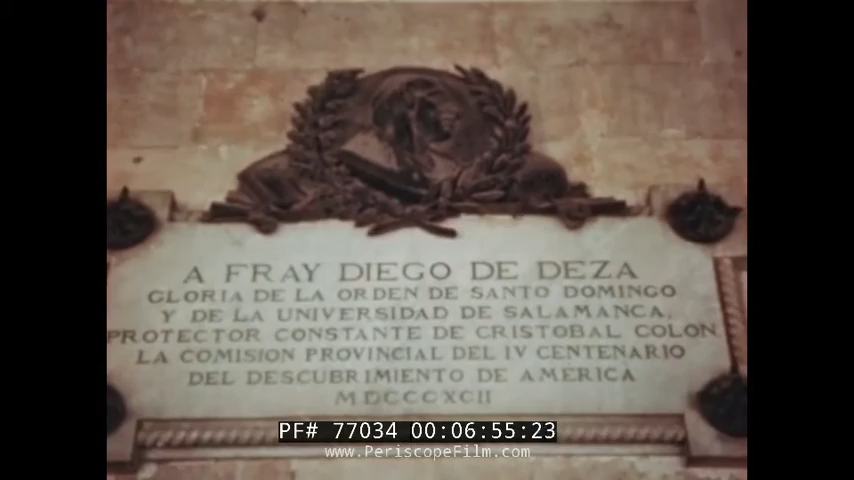 A FRAY DIEGO DE DEZA
GLORIA DE LA ORDEN DE SANTO DOMINGO
Y DE LA UNIVERSIDAD DE SALAMANCA,
PROTECTOR CONSTANTE DE CRISTOBAL COLON
LA COMISION PROVINCIAL DEL IV CENTENARIO
DEL DESCUBRIMIENTO DE AMERICA
MDCCCXCII
PF# 77034 00:06:55:23
www.PeriscopeFilm.com